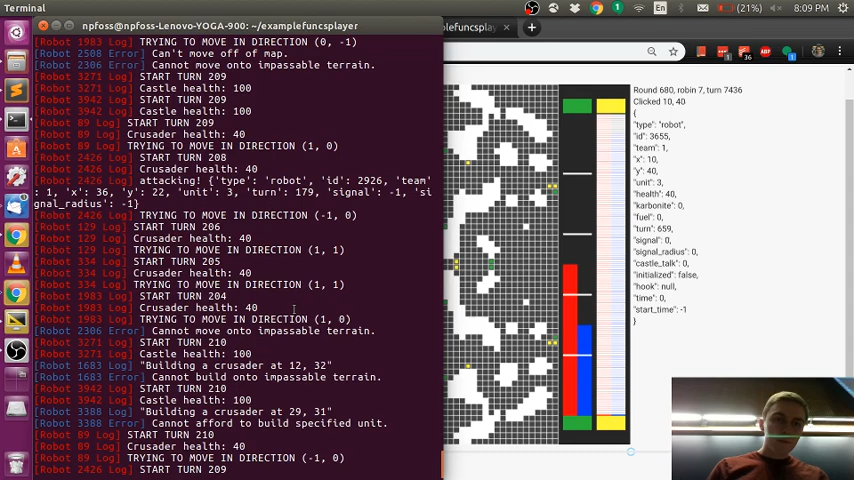 Terminal
En
(21%)
8:09 PM
npfoss@npfoss-Lenovo-YOGA-900: ~/examplefuncsplayer
lefuncsplay
[Robot 1983 Log] TRYING TO MOVE IN DIRECTION (0, -1)
[Robot 2508 Error] Can't move off of map.
[Robot 2306 Error] Cannot move onto impassable terrain.
[Robot 3271 Log] START TURN 209
[Robot 3271 Log] Castle health: 100
[Robot 3942 Log] START TURN 209
[Robot 3942 Log] Castle health: 100
[Robot 89 Log] START TURN 209
[Robot 89 Log] Crusader health: 40
[Robot 89 Log] TRYING TO MOVE IN DIRECTION (1, 0)
[Robot 2426 Log] START TURN 208
[Robot 2426 Log] Crusader health: 40
[Robot 2426 Log] attacking! {'type': 'robot', 'id': 2926, 'team'
: 1, 'x': 36, 'y': 22, 'unit': 3, 'turn': 179, 'signal': -1, 'si
gnal_radius': -1}
[Robot 2426 Log] TRYING TO MOVE IN DIRECTION (-1, 0)
[Robot 129 Log] START TURN 206
[Robot 129 Log] Crusader health: 40
[Robot 129 Log] TRYING TO MOVE IN DIRECTION (1, 1)
[Robot 334 Log] START TURN 205
[Robot 334 Log] Crusader health: 40
[Robot 334 Log] TRYING TO MOVE IN DIRECTION (1, 1)
[Robot 1983 Log] START TURN 204
[Robot 1983 Log] Crusader health: 40
[Robot 1983 Log] TRYING TO MOVE IN DIRECTION (1, 0)
[Robot 2306 Error] Cannot move onto impassable terrain.
[Robot 3271 Log] START TURN 210
[Robot 3271 Log] Castle health: 100
[Robot 1683 Log] "Building a crusader at 12, 32"
[Robot 1683 Error] Cannot build onto impassable terrain.
[Robot 3942 Log] START TURN 210
[Robot 3942 Log] Castle health: 100
[Robot 3388 Log] "Building a crusader at 29, 31"
[Robot 3388 Error] Cannot afford to build specified unit.
[Robot 89 Log] START TURN 210
[Robot 89 Log] Crusader health: 40
[Robot 89 Log] TRYING TO MOVE IN DIRECTION (-1, 0)
[Robot 2426 Log] START TURN 209
Round 680, robin 7, turn 7436
Clicked 10, 40
{
"type": "robot",
"id": 3655,
"team": 1,
"x": 10,
"y": 40,
"unit": 3,
"health": 40,
"karbonite": 0,
"fuel": 0,
"turn": 659,
"signal": 0,
"signal_radius": 0,
"castle_talk": 0,
"initialized": false,
"hook": null,
"time": 0,
"start_time": -1
}